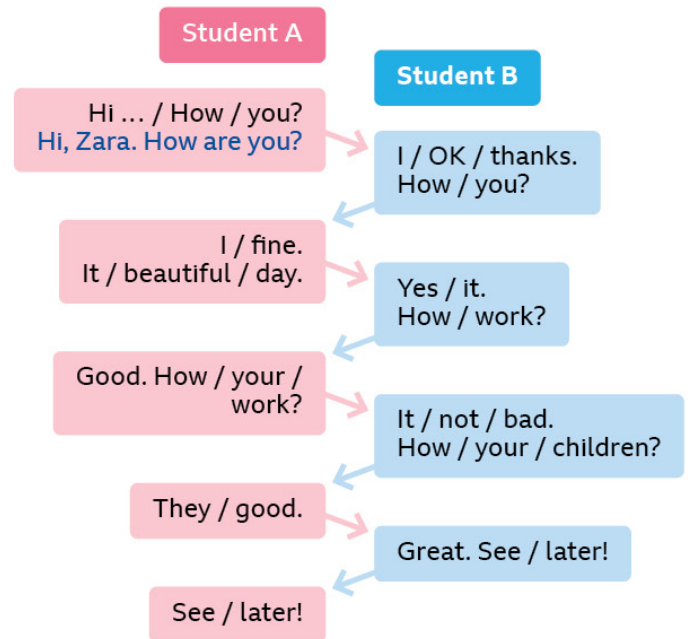 Student A
Student B
Hi ... / How / you?
Hi, Zara. How are you?
I / OK / thanks.
How / you?
I / fine.
It / beautiful / day.
Yes / it.
How / work?
Good. How / your /
work?
It / not / bad.
How / your / children?
They / good.
Great. See / later!
See / later!